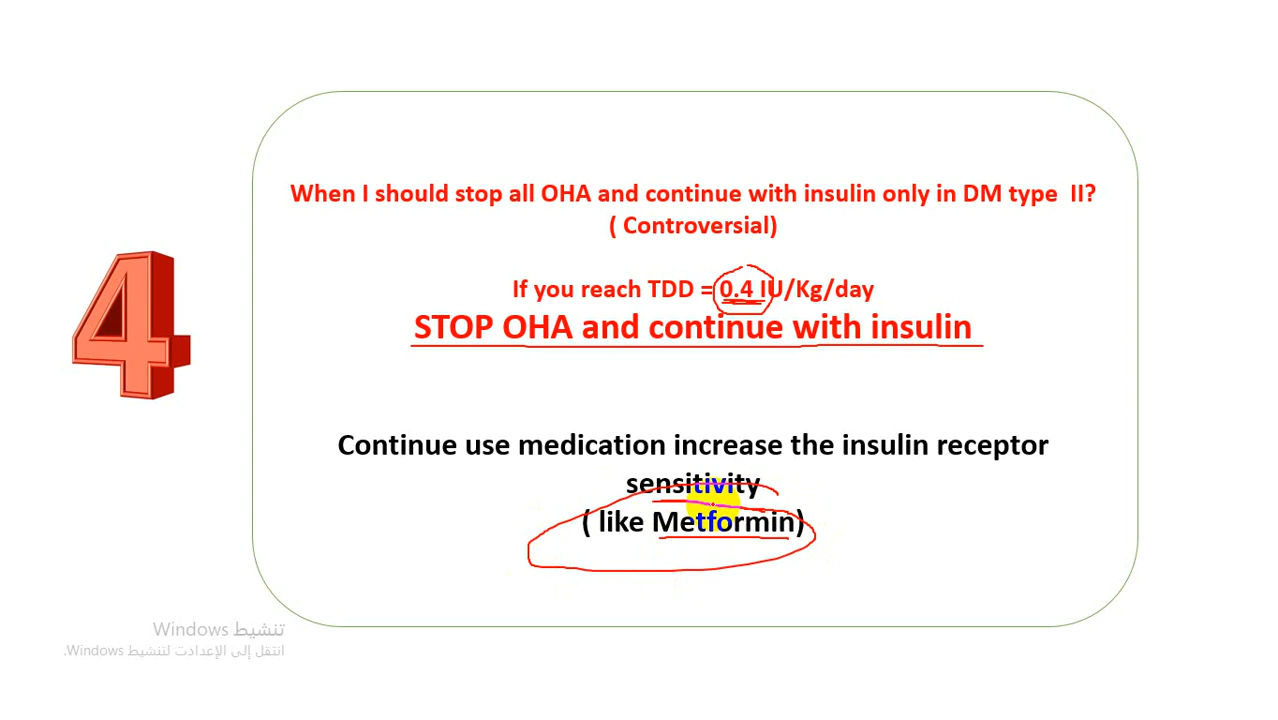 4
When I should stop all OHA and continue with insulin only in DM type II?
( Controversial)
If you reach TDD = 0.4 IU/Kg/day
STOP OHA and continue with insulin
Continue use medication increase the insulin receptor
sensitivity
( like Metformin)
تنشيط Windows
انتقل إلى الإعدادات لتنشيط Windows.